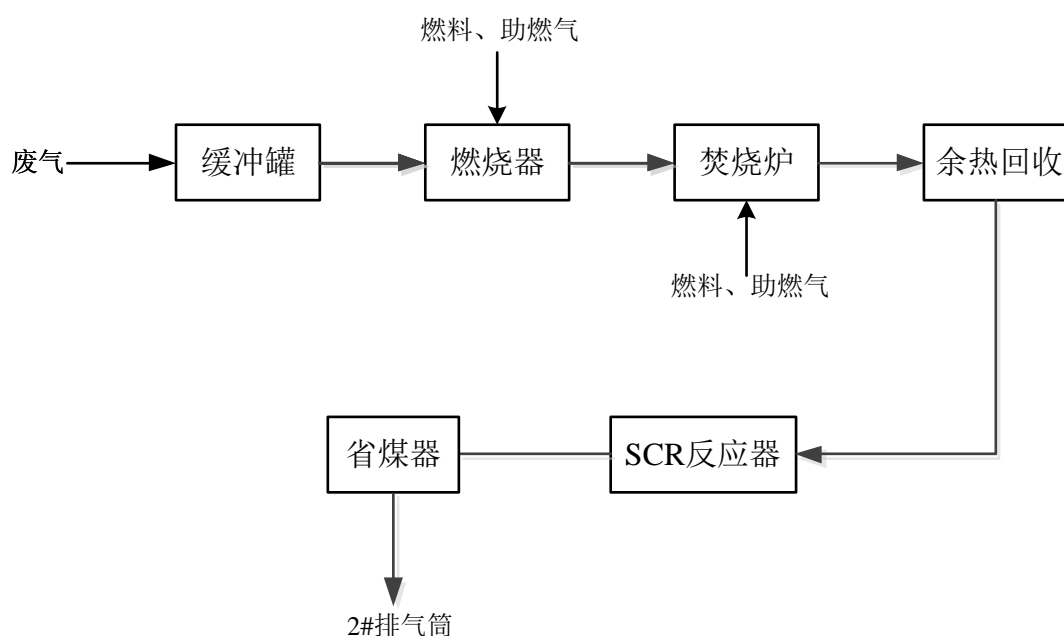 燃料、助燃气
废气
缓冲罐
燃烧器
焚烧炉
余热回收
燃料、助燃气
省煤器
SCR反应器
2#排气筒